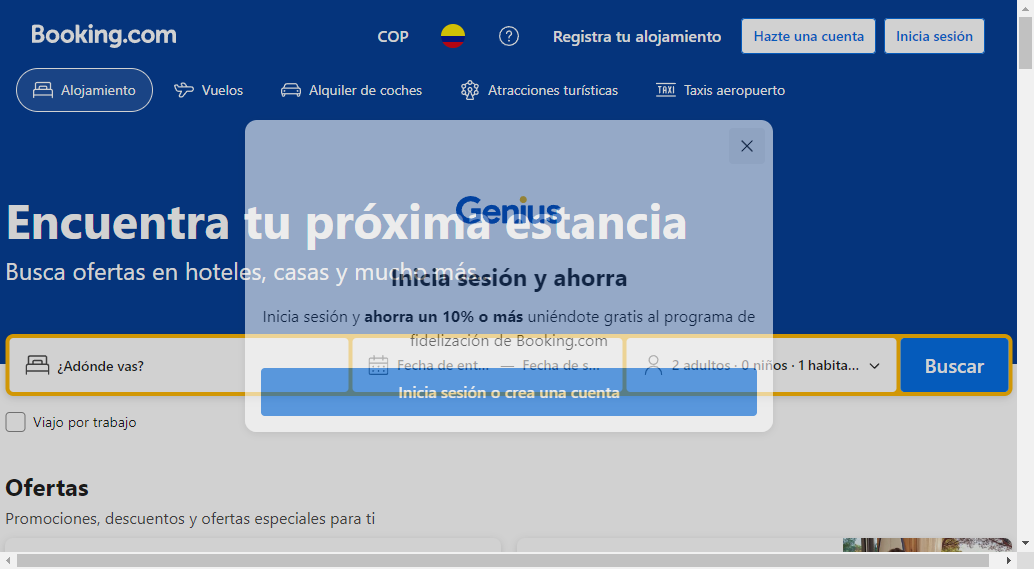 Booking.com
COP
Registra tu alojamiento
Hazte una cuenta
Inicia sesión
Alojamiento
Vuelos
Alquiler de coches
Atracciones turísticas
TAXI
Taxis aeropuerto
Encuentra tu próxima estancia
Busca ofertas en hoteles, casas y mucho más...
Genius
Inicia sesión y ahorra
Inicia sesión y ahorra un 10% o más uniéndote gratis al programa de
fidelización de Booking.com
Inicia sesión o crea una cuenta
¿Adónde vas?
Fecha de ent... — Fecha de s...
2 adultos · 0 niños · 1 habita...
Buscar
Viajo por trabajo
Ofertas
Promociones, descuentos y ofertas especiales para ti